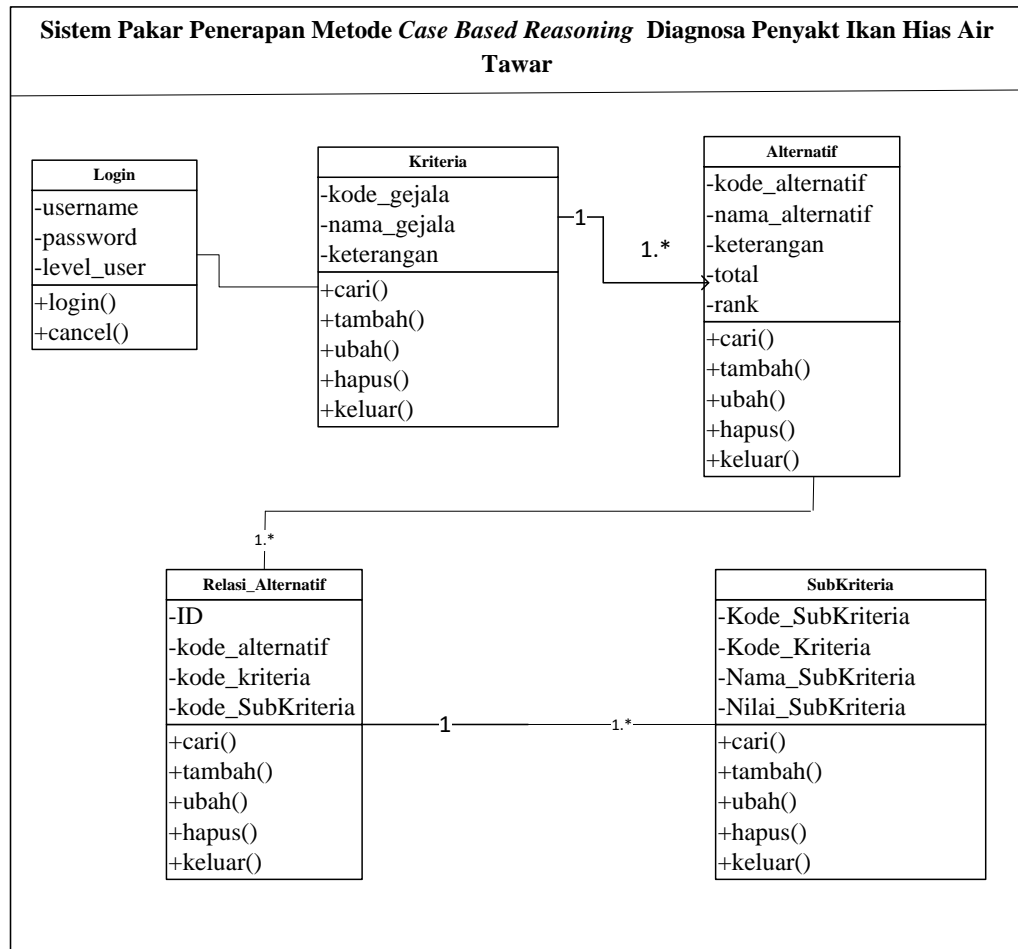 Sistem Pakar Penerapan Metode Case Based Reasoning Diagnosa Penyakt Ikan Hias Air
Tawar
Login
-username
-password
-level_user
+login()
+cancel()
Kriteria
-kode_gejala
-nama_gejala
-keterangan
+cari()
+tambah()
+ubah()
+hapus()
+keluar()
1
1.*
Alternatif
-kode_alternatif
-nama_alternatif
-keterangan
-total
-rank
+cari()
+tambah()
+ubah()
+hapus()
+keluar()
1.*
Relasi_Alternatif
-ID
-kode_alternatif
-kode_kriteria
-kode_SubKriteria
+cari()
+tambah()
+ubah()
+hapus()
+keluar()
1
1.*
SubKriteria
-Kode_SubKriteria
-Kode_Kriteria
-Nama_SubKriteria
-Nilai_SubKriteria
+cari()
+tambah()
+ubah()
+hapus()
+keluar()